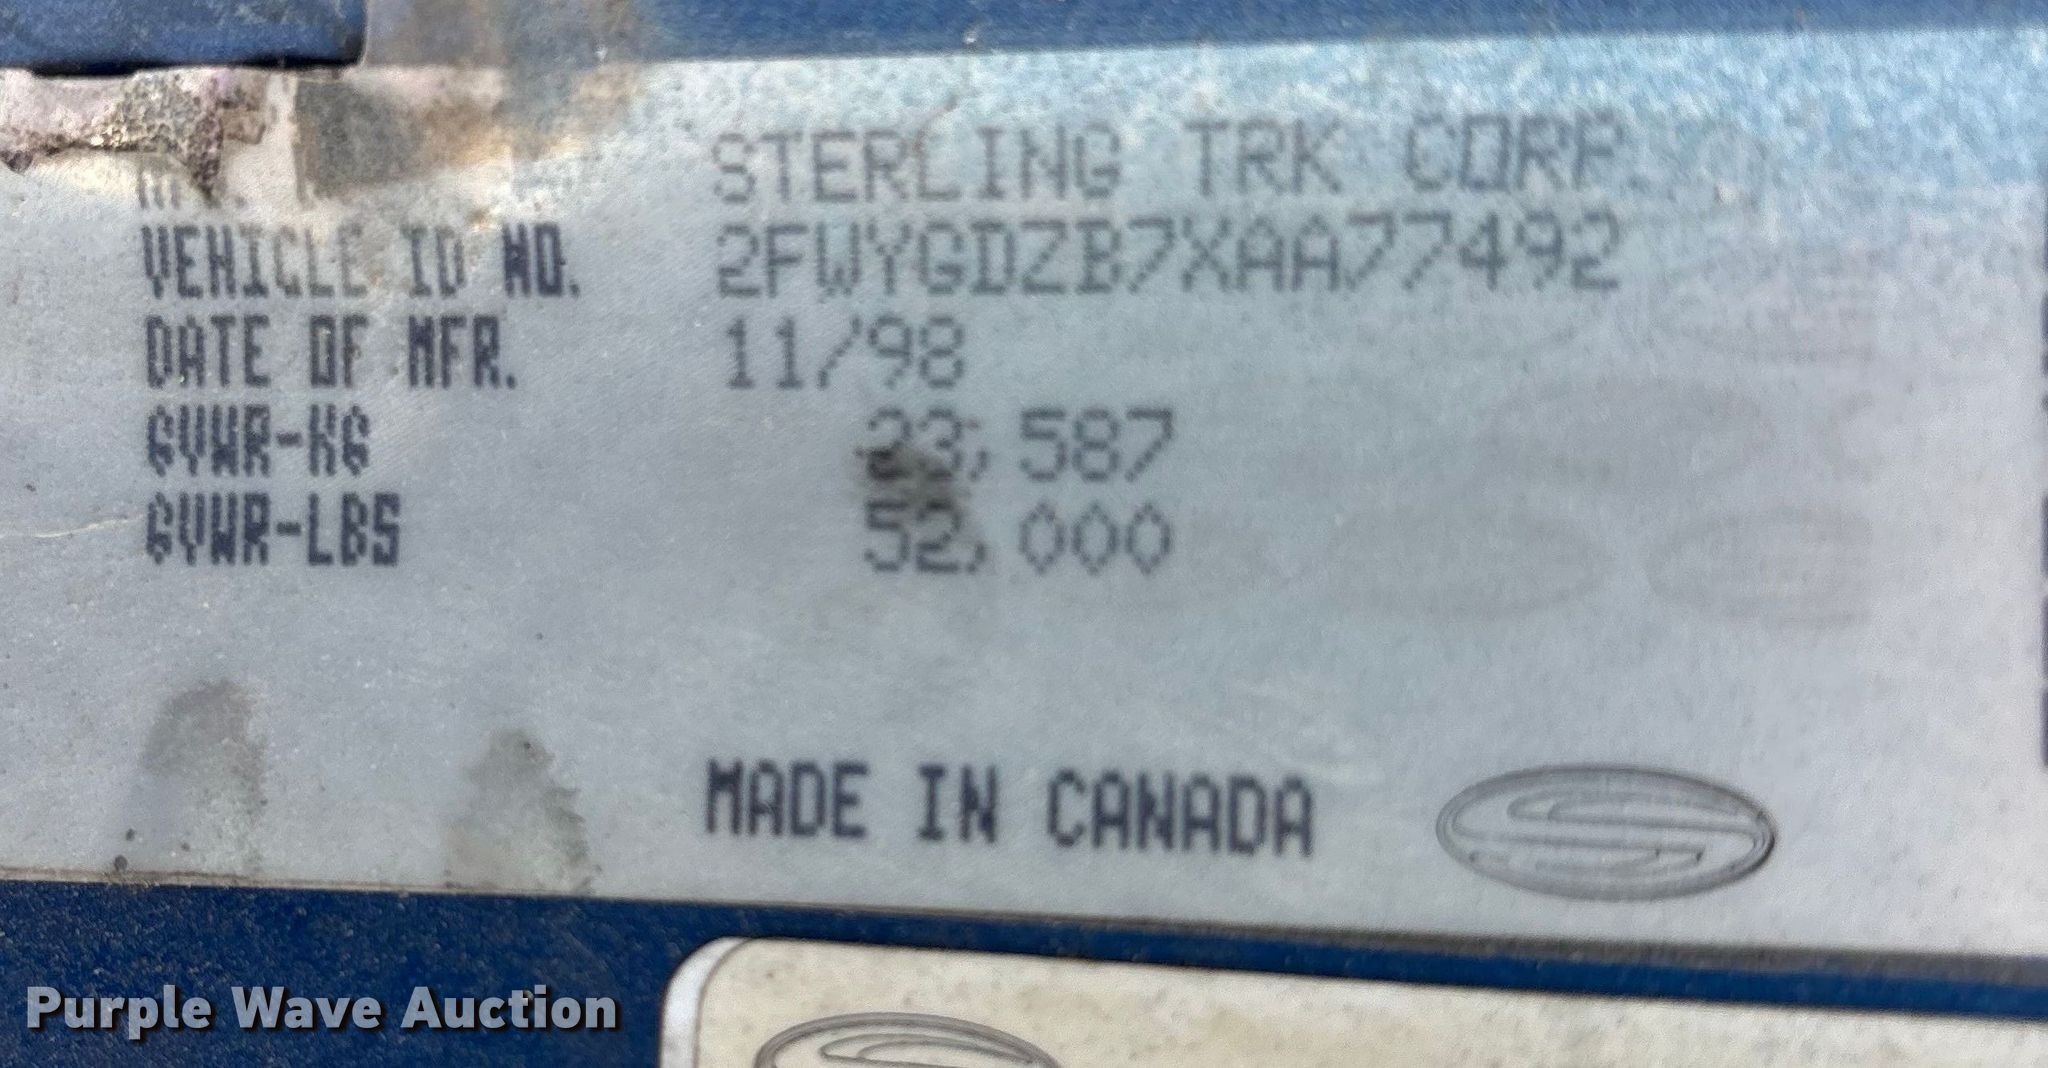 STERLING TRK CORP.
VEHICLE ID NO. 2FWYGDZB7XAA77492
DATE OF MFR. 11/98
GVWR-KG 23,587
GVWR-LBS 52,000
MADE IN CANADA
Purple Wave Auction